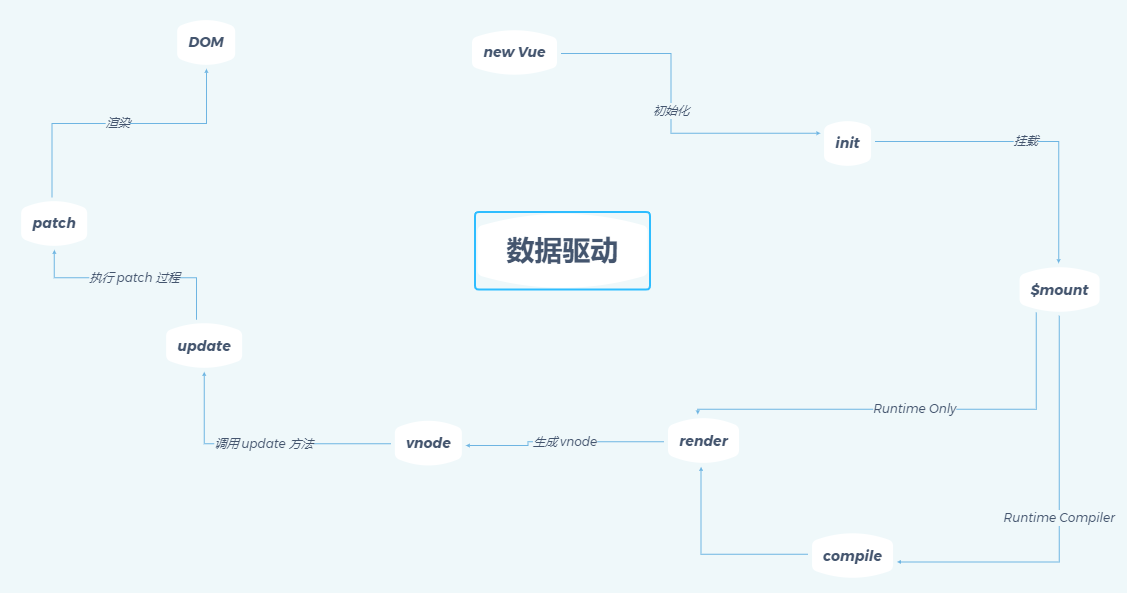 DOM
new Vue
渲染
初始化
init
挂载
patch
数据驱动
执行 patch 过程
$mount
update
Runtime Only
调用 update 方法
vnode
生成 vnode
render
Runtime Compiler
compile